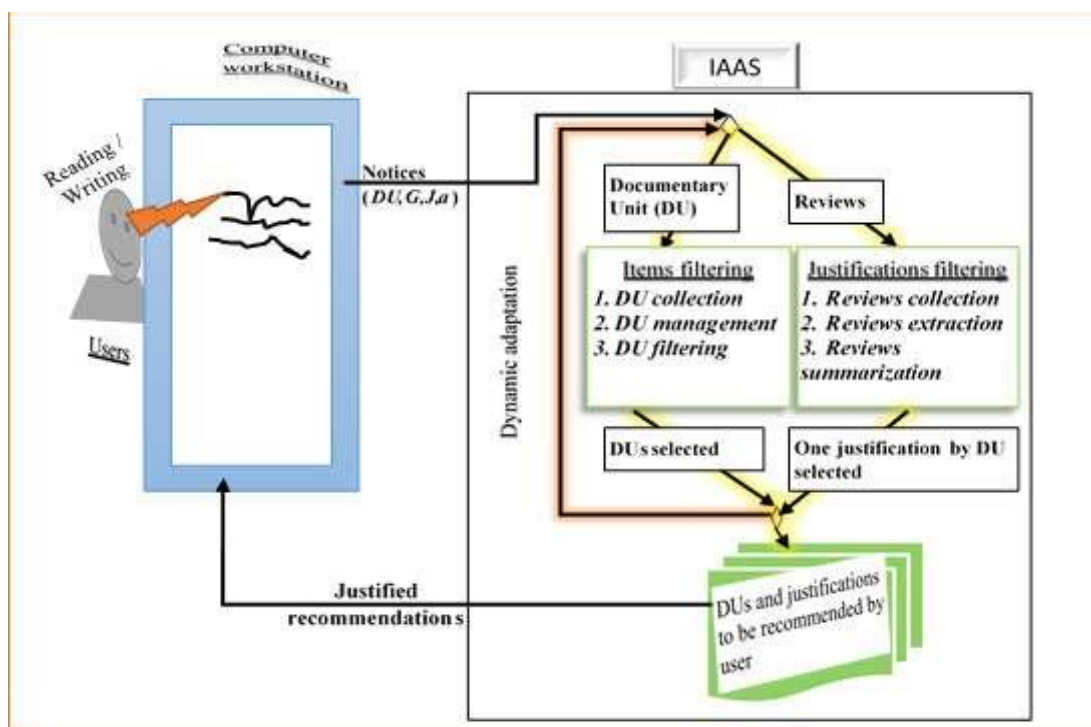 Computer
workstation
IAAS
Reading /
Writing
Users
Notices
(DU,G,J,a)
Documentary
Unit (DU)
Reviews
Items filtering
1. DU collection
2. DU management
3. DU filtering
Justifications filtering
1. Reviews collection
2. Reviews extraction
3. Reviews
summarization
Dynamic adaptation
DUs selected
One justification by DU
selected
Justified
recommendations
DUs and justifications
to be recommended by
user